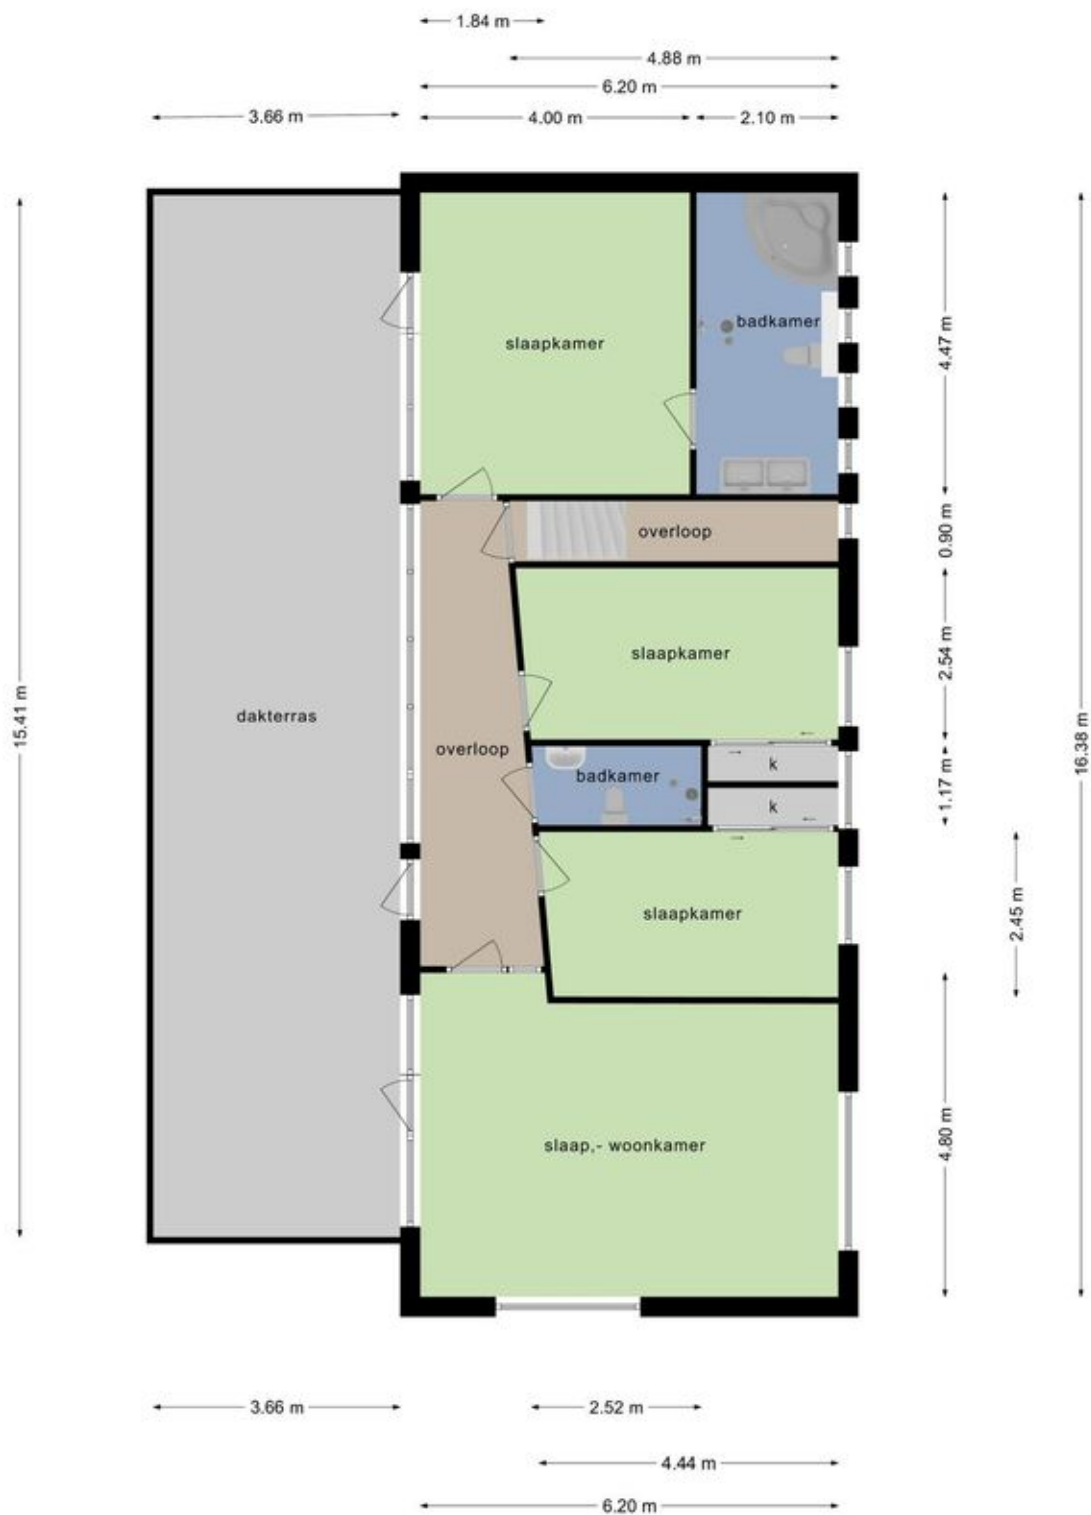 1.84 m
4.88 m
6.20 m
3.66 m
4.00 m
2.10 m
badkamer
slaapkamer
4.47 m
overloop
0.90 m
slaapkamer
2.54 m
15.41 m
dakterras
overloop
badkamer
k
k
1.17 m
16.38 m
slaapkamer
2.45 m
slaap,- woonkamer
4.80 m
3.66 m
2.52 m
4.44 m
6.20 m